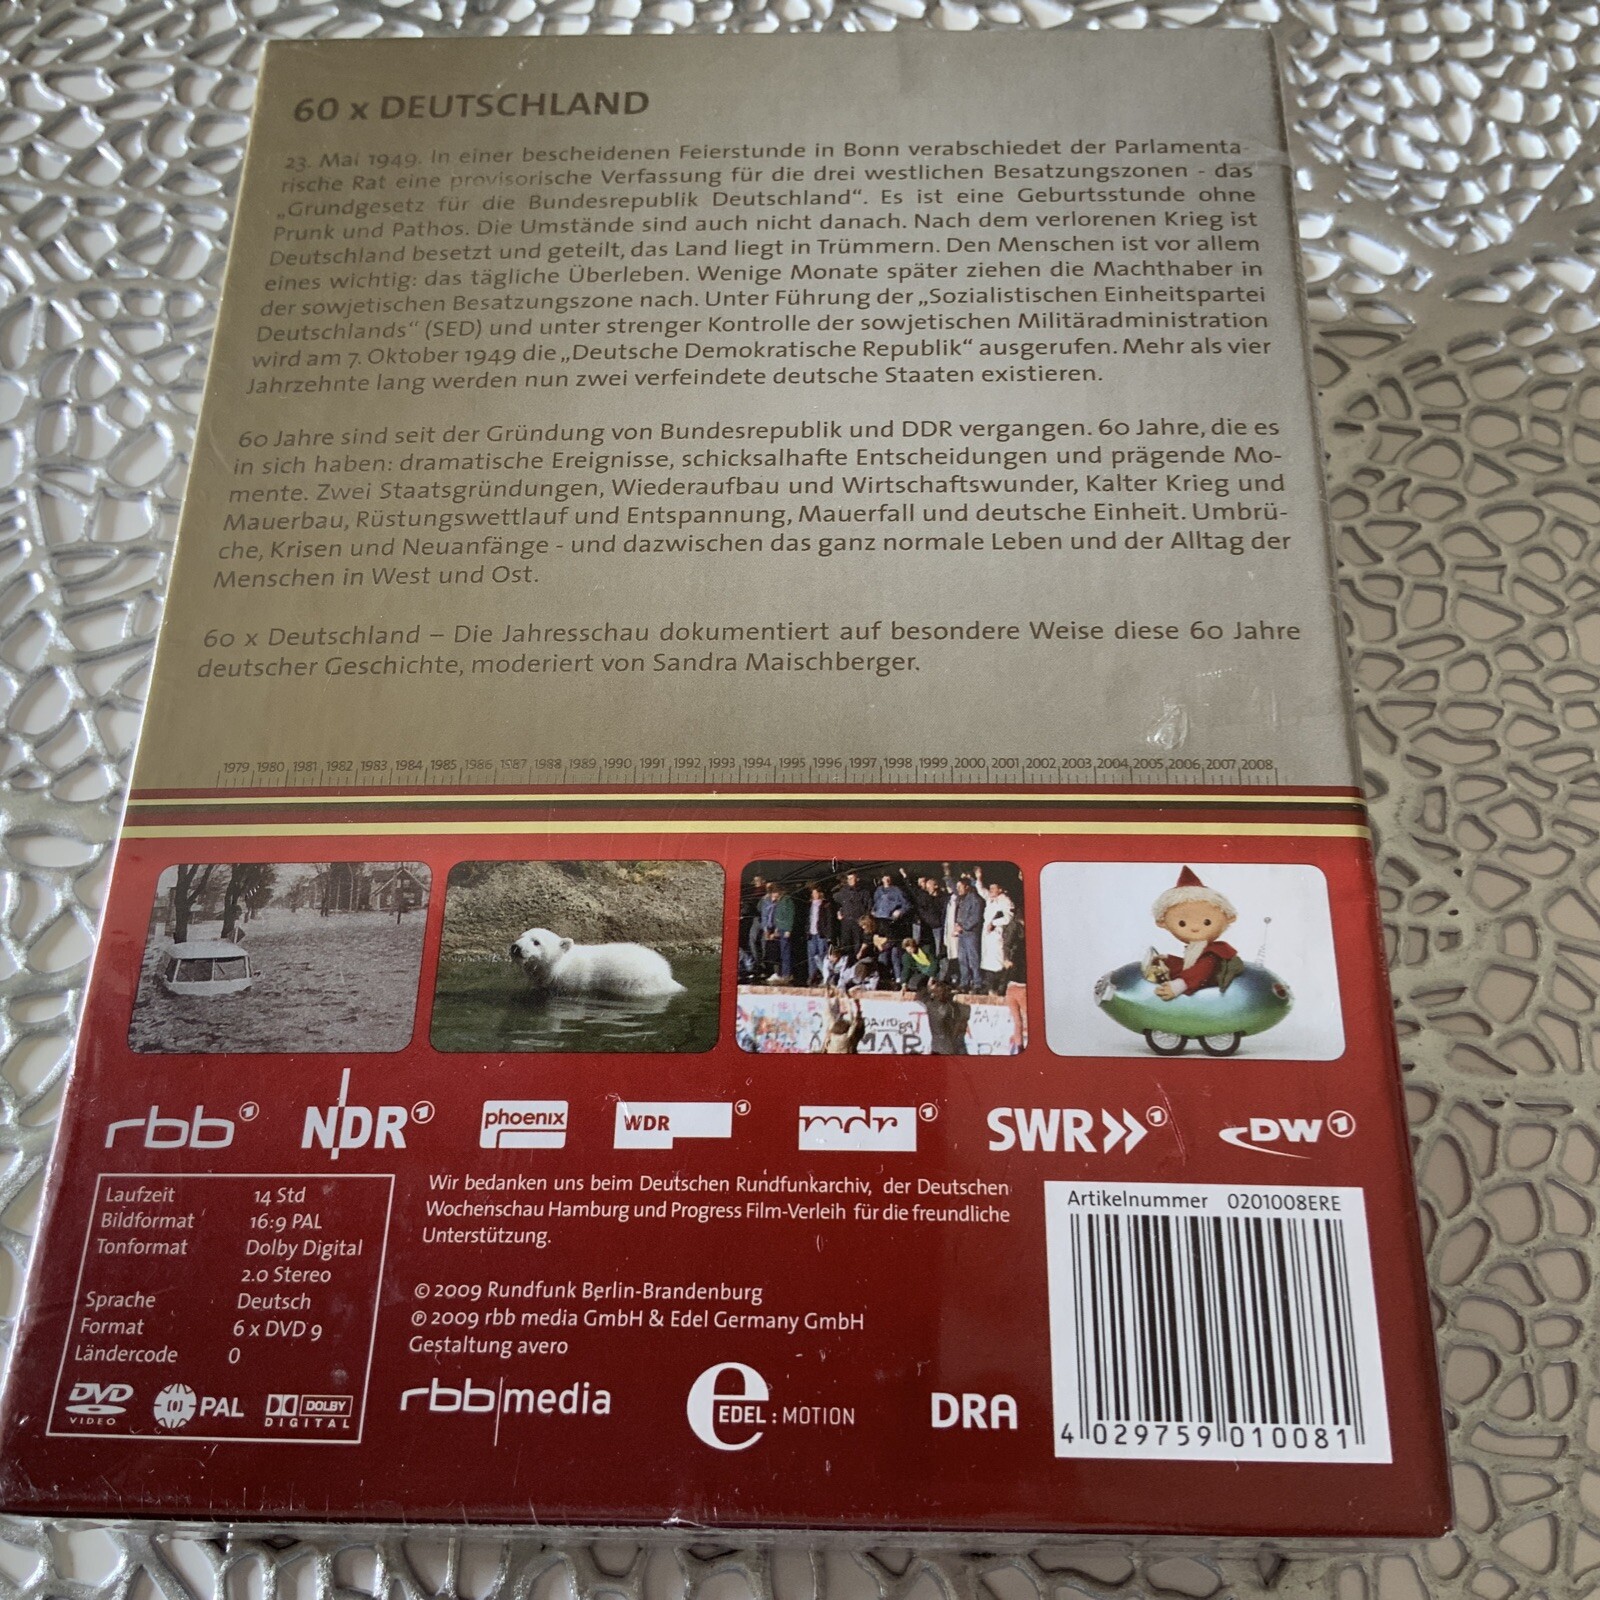 60 x DEUTSCHLAND
23. Mai 1949. In einer bescheidenen Feierstunde in Bonn verabschiedet der Parlamenta-
rische Rat eine provisorische Verfassung für die drei westlichen Besatzungszonen - das
„Grundgesetz für die Bundesrepublik Deutschland“. Es ist eine Geburtsstunde ohne
Prunk und Pathos. Die Umstände sind auch nicht danach. Nach dem verlorenen Krieg ist
Deutschland besetzt und geteilt, das Land liegt in Trümmern. Den Menschen ist vor allem
eines wichtig: das tägliche Überleben. Wenige Monate später ziehen die Machthaber in
der sowjetischen Besatzungszone nach. Unter Führung der „Sozialistischen Einheitspartei
Deutschlands“ (SED) und unter strenger Kontrolle der sowjetischen Militäradministration
wird am 7. Oktober 1949 die „Deutsche Demokratische Republik“ ausgerufen. Mehr als vier
Jahrzehnte lang werden nun zwei verfeindete deutsche Staaten existieren.
60 Jahre sind seit der Gründung von Bundesrepublik und DDR vergangen. 60 Jahre, die es
in sich haben: dramatische Ereignisse, schicksalhafte Entscheidungen und prägende Mo-
mente. Zwei Staatsgründungen, Wiederaufbau und Wirtschaftswunder, Kalter Krieg und
Mauerbau, Rüstungswettlauf und Entspannung, Mauerfall und deutsche Einheit. Umbrü-
che, Krisen und Neuanfänge - und dazwischen das ganz normale Leben und der Alltag der
Menschen in West und Ost.
60 x Deutschland – Die Jahresschau dokumentiert auf besondere Weise diese 60 Jahre
deutscher Geschichte, moderiert von Sandra Maischberger.
1979 1980 1981 1982 1983 1984 1985 1986 1987 1988 1989 1990 1991 1992 1993 1994 1995 1996 1997 1998 1999 2000 2001 2002 2003 2004 2005 2006 2007 2008
rbb NDR phoenix WDR mdr SWR DW
Laufzeit 14 Std
Bildformat 16:9 PAL
Tonformat Dolby Digital
2.0 Stereo
Sprache Deutsch
Format 6 x DVD 9
Ländercode 0
DVD VIDEO PAL DOLBY DIGITAL
Wir bedanken uns beim Deutschen Rundfunkarchiv, der Deutschen
Wochenschau Hamburg und Progress Film-Verleih für die freundliche
Unterstützung.
© 2009 Rundfunk Berlin-Brandenburg
℗ 2009 rbb media GmbH & Edel Germany GmbH
Gestaltung avero
rbb media e EDEL : MOTION DRA
Artikelnummer 0201008ERE
4 029759 010081